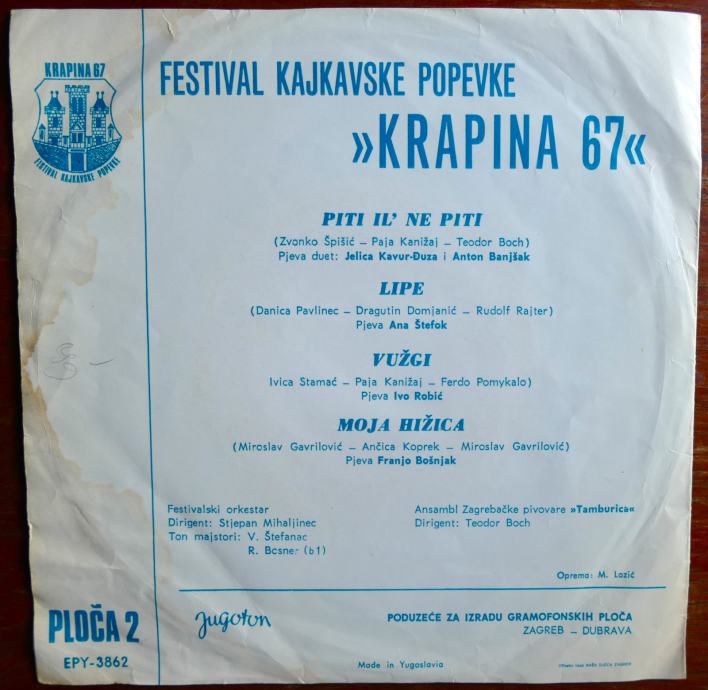 KRAPINA 67
FESTIVAL KAJKAVSKE POPEVKE
FESTIVAL KAJKAVSKE POPEVKE
»KRAPINA 67«
PITI IL' NE PITI
(Zvonko Špišić – Paja Kanižaj – Teodor Boch)
Pjeva duet: Jelica Kavur-Đuza i Anton Banjšak
LIPE
(Danica Pavlinec – Dragutin Domjanić – Rudolf Rajter)
Pjeva Ana Štefok
VUŽGI
Ivica Stamać – Paja Kanižaj – Ferdo Pomykalo)
Pjeva Ivo Robić
MOJA HIŽICA
(Miroslav Gavrilović – Ančica Koprek – Miroslav Gavrilović)
Pjeva Franjo Bošnjak
Festivalski orkestar
Dirigent: Stjepan Mihaljinec
Ton majstori: V. Štefanac
R. Bosner (b1)
Ansambl Zagrebačke pivovare »Tamburica«
Dirigent: Teodor Boch
Oprema: M. Lozić
PLOČA 2
EPY-3862
Jugoton
PODUZEĆE ZA IZRADU GRAMOFONSKIH PLOČA
ZAGREB – DUBRAVA
Made in Yugoslavia